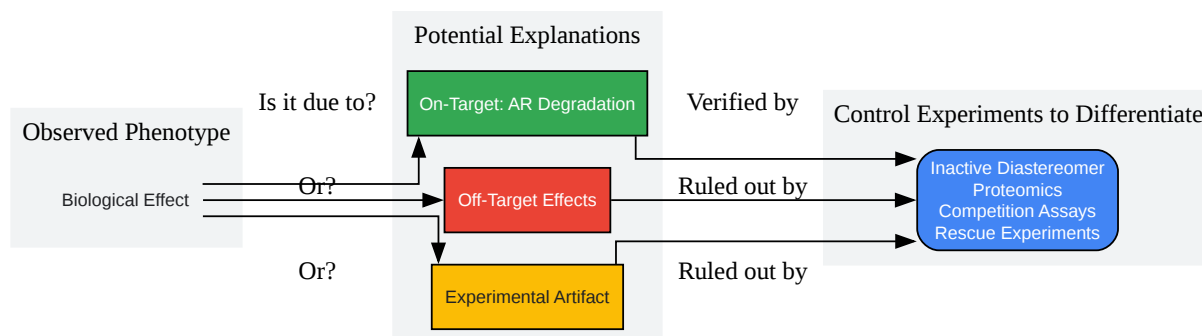 Observed Phenotype
Biological Effect
Is it due to?
Or?
Or?
Potential Explanations
On-Target: AR Degradation
Off-Target Effects
Experimental Artifact
Verified by
Ruled out by
Ruled out by
Control Experiments to Differentiate
Inactive Diastereomer
Proteomics
Competition Assays
Rescue Experiments